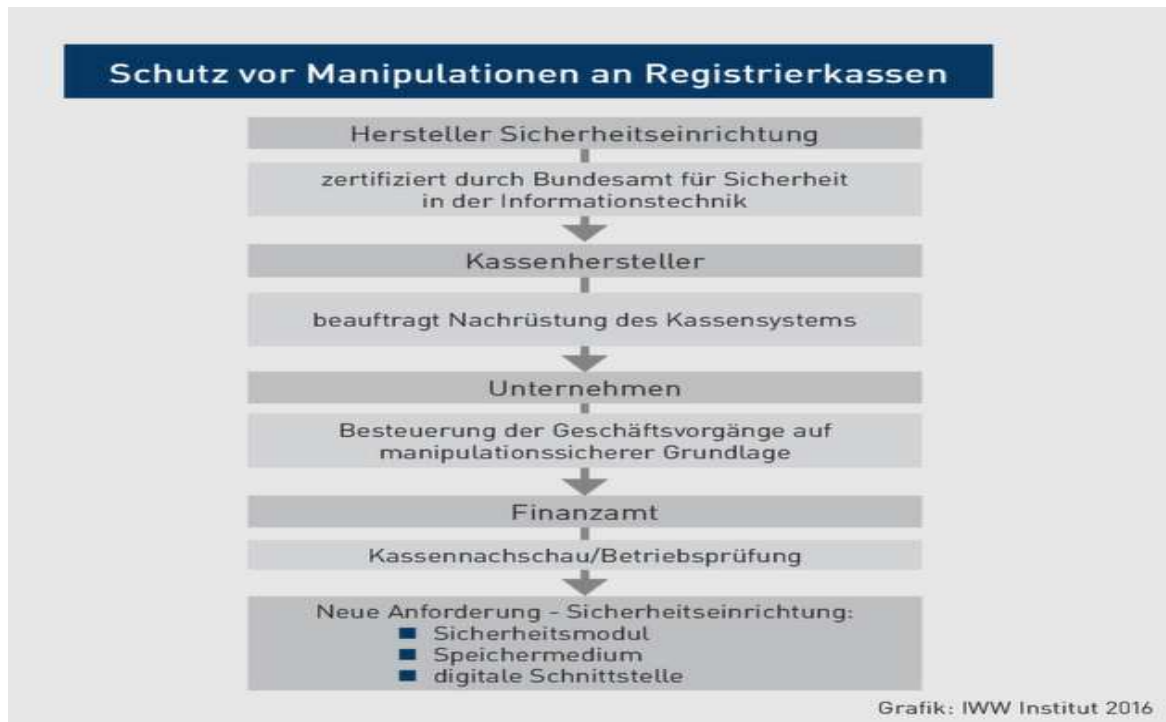 Schutz vor Manipulationen an Registrierkassen
Hersteller Sicherheitseinrichtung
zertifiziert durch Bundesamt für Sicherheit
in der Informationstechnik
Kassenhersteller
beauftragt Nachrüstung des Kassensystems
Unternehmen
Besteuerung der Geschäftsvorgänge auf
manipulationssicherer Grundlage
Finanzamt
Kassennachschau/Betriebsprüfung
Neue Anforderung - Sicherheitseinrichtung:
Sicherheitsmodul
Speichermedium
digitale Schnittstelle
Grafik: IWW Institut 2016